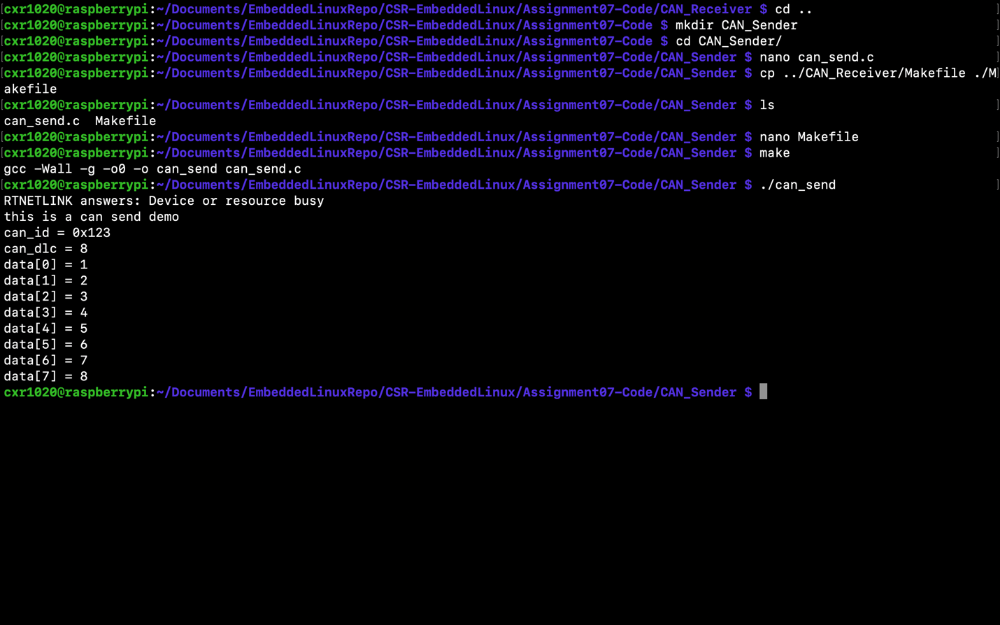 [cxr1020@raspberrypi:~/Documents/EmbeddedLinuxRepo/CSR-EmbeddedLinux/Assignment07-Code/CAN_Receiver $ cd .. ]
[cxr1020@raspberrypi:~/Documents/EmbeddedLinuxRepo/CSR-EmbeddedLinux/Assignment07-Code $ mkdir CAN_Sender ]
[cxr1020@raspberrypi:~/Documents/EmbeddedLinuxRepo/CSR-EmbeddedLinux/Assignment07-Code $ cd CAN_Sender/ ]
[cxr1020@raspberrypi:~/Documents/EmbeddedLinuxRepo/CSR-EmbeddedLinux/Assignment07-Code/CAN_Sender $ nano can_send.c ]
[cxr1020@raspberrypi:~/Documents/EmbeddedLinuxRepo/CSR-EmbeddedLinux/Assignment07-Code/CAN_Sender $ cp ../CAN_Receiver/Makefile ./M]
akefile
[cxr1020@raspberrypi:~/Documents/EmbeddedLinuxRepo/CSR-EmbeddedLinux/Assignment07-Code/CAN_Sender $ ls ]
can_send.c  Makefile
[cxr1020@raspberrypi:~/Documents/EmbeddedLinuxRepo/CSR-EmbeddedLinux/Assignment07-Code/CAN_Sender $ nano Makefile ]
[cxr1020@raspberrypi:~/Documents/EmbeddedLinuxRepo/CSR-EmbeddedLinux/Assignment07-Code/CAN_Sender $ make ]
gcc -Wall -g -o0 -o can_send can_send.c
[cxr1020@raspberrypi:~/Documents/EmbeddedLinuxRepo/CSR-EmbeddedLinux/Assignment07-Code/CAN_Sender $ ./can_send ]
RTNETLINK answers: Device or resource busy
this is a can send demo
can_id = 0x123
can_dlc = 8
data[0] = 1
data[1] = 2
data[2] = 3
data[3] = 4
data[4] = 5
data[5] = 6
data[6] = 7
data[7] = 8
cxr1020@raspberrypi:~/Documents/EmbeddedLinuxRepo/CSR-EmbeddedLinux/Assignment07-Code/CAN_Sender $